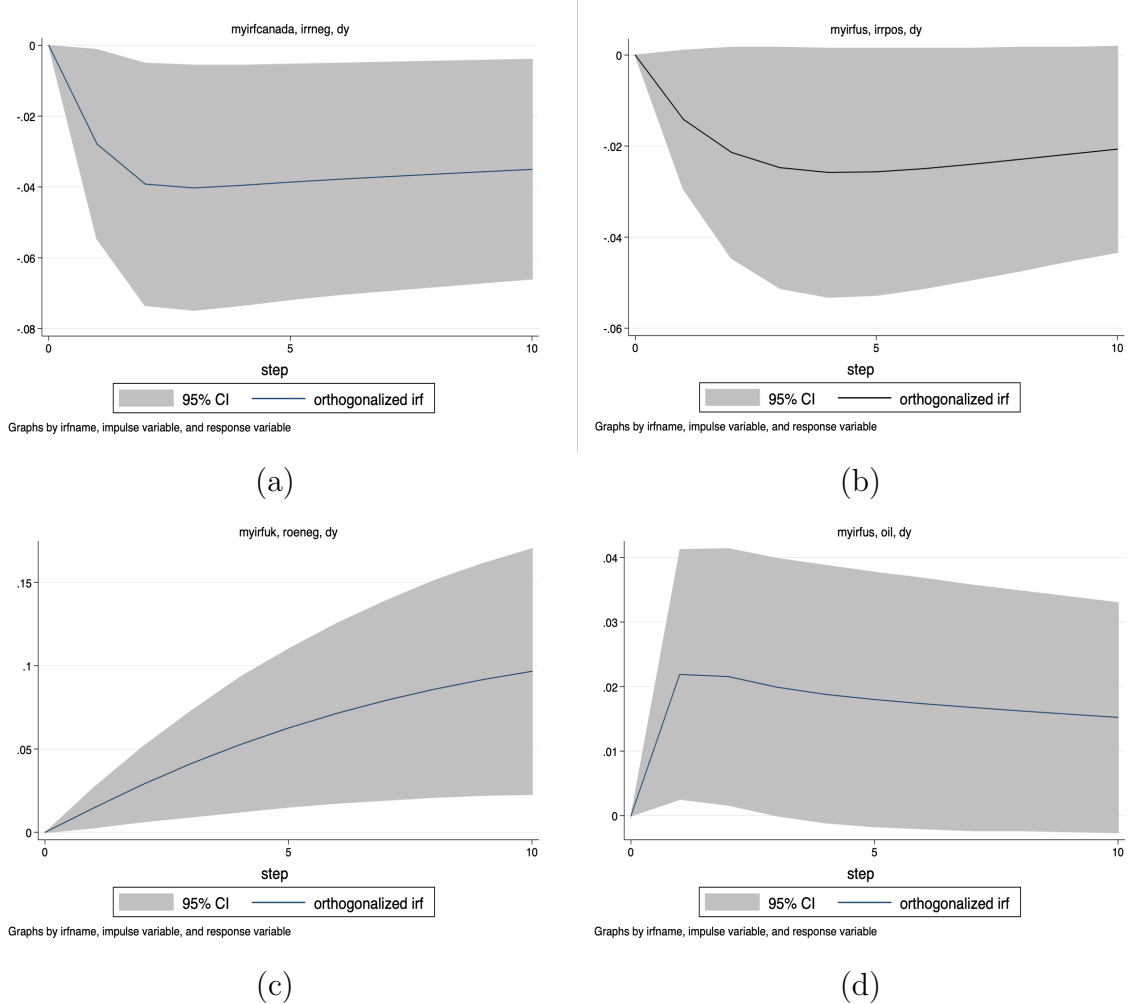 myirfcanada, irrneg, dy
0
-.02
-.04
-.06
-.08
0 5 10
step
95% CI orthogonalized irf
Graphs by irfname, impulse variable, and response variable
(a)
myirfus, irrpos, dy
0
-.02
-.04
-.06
0 5 10
step
95% CI orthogonalized irf
Graphs by irfname, impulse variable, and response variable
(b)
myirfuk, roeneg, dy
.15
.1
.05
0
0 5 10
step
95% CI orthogonalized irf
Graphs by irfname, impulse variable, and response variable
(c)
myirfus, oil, dy
.04
.03
.02
.01
0
0 5 10
step
95% CI orthogonalized irf
Graphs by irfname, impulse variable, and response variable
(d)